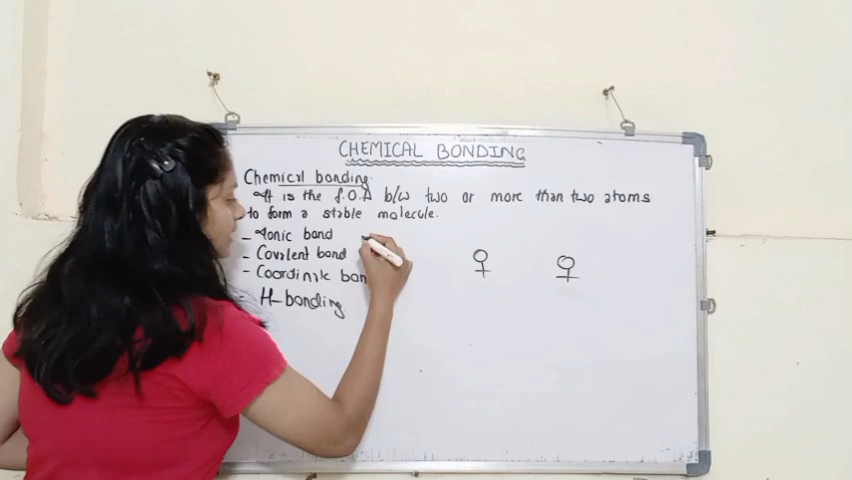 CHEMICAL BONDING
Chemical bonding.
It is the f.O.A b/w two or more than two atoms
to form a stable molecule.
- Ionic bond
- Covalent bond
- Coordinate bon
- H-bonding.